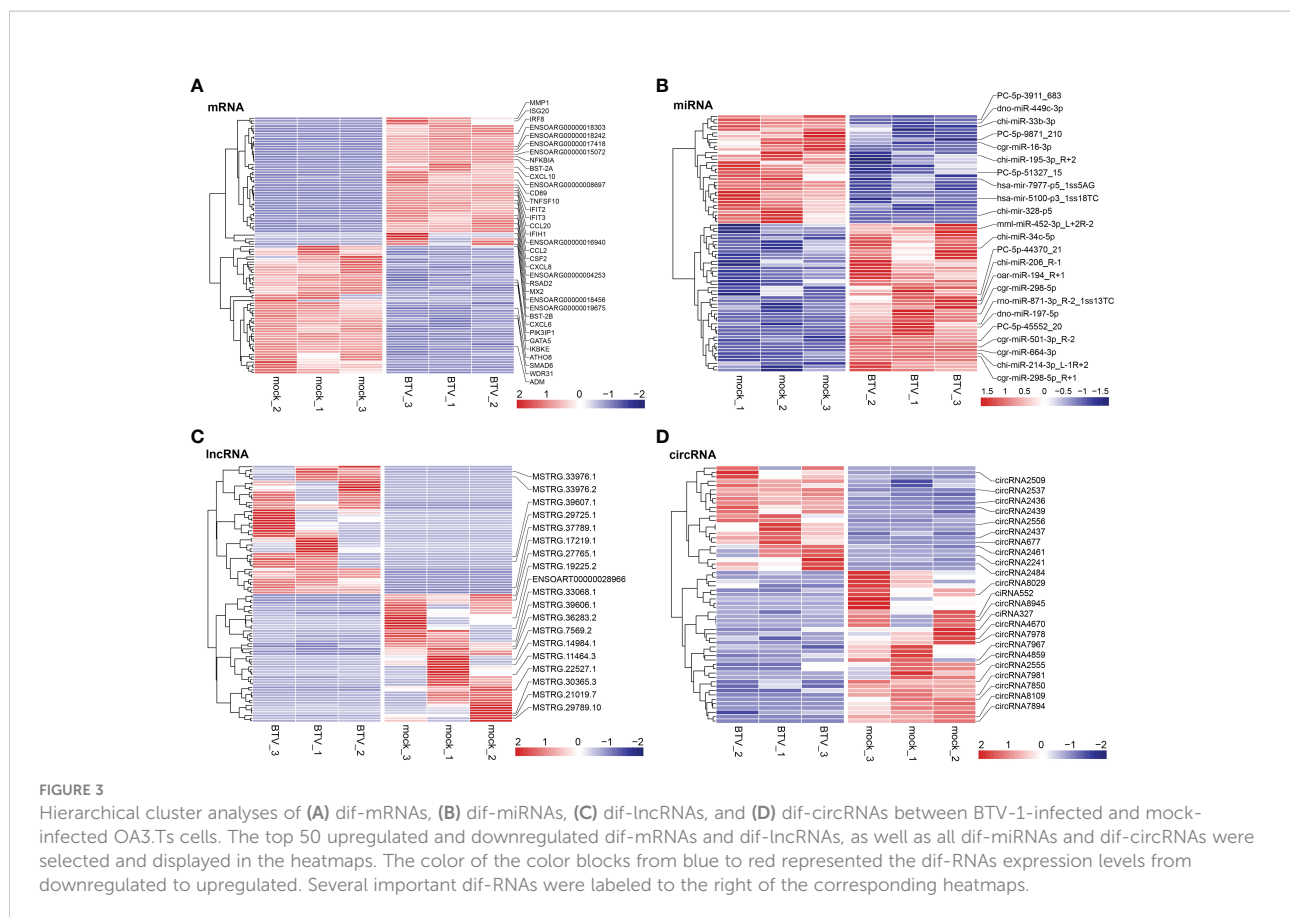 A
mRNA
MMP1
ISG20
IRF8
ENSOARG00000018303
ENSOARG00000018242
ENSOARG00000017418
ENSOARG00000015072
NFKBIA
BST-2A
CXCL10
ENSOARG00000008697
CD69
TNFSF10
IFIT2
IFIT3
CCL20
IFIH1
ENSOARG00000016940
CCL2
CSF2
CXCL8
ENSOARG00000004253
RSAD2
MX2
ENSOARG00000018456
ENSOARG00000019675
BST-2B
CXCL6
PIK3IP1
GATA5
IKBKE
ATHO8
SMAD6
WDR31
ADM
mock_2
mock_1
mock_3
BTV_3
BTV_1
BTV_2
2 1 0 −1 −2
B
miRNA
PC-5p-3911_683
dno-miR-449c-3p
chi-miR-33b-3p
PC-5p-9871_210
cgr-miR-16-3p
chi-miR-195-3p_R+2
PC-5p-51327_15
hsa-mir-7977-p5_1ss5AG
hsa-mir-5100-p3_1ss18TC
chi-mir-328-p5
mml-miR-452-3p_L+2R-2
chi-miR-34c-5p
PC-5p-44370_21
chi-miR-206_R-1
oar-miR-194_R+1
cgr-miR-298-5p
rno-miR-871-3p_R-2_1ss13TC
dno-miR-197-5p
PC-5p-45552_20
cgr-miR-501-3p_R-2
cgr-miR-664-3p
chi-miR-214-3p_L-1R+2
cgr-miR-298-5p_R+1
mock_1
mock_2
mock_3
BTV_2
BTV_1
BTV_3
1.5 1 0.5 0 −0.5 −1 −1.5
C
lncRNA
MSTRG.33976.1
MSTRG.33976.2
MSTRG.39607.1
MSTRG.29725.1
MSTRG.37789.1
MSTRG.17219.1
MSTRG.27765.1
MSTRG.19225.2
ENSOART00000028966
MSTRG.33068.1
MSTRG.39606.1
MSTRG.36283.2
MSTRG.7569.2
MSTRG.14984.1
MSTRG.11464.3
MSTRG.22527.1
MSTRG.30365.3
MSTRG.21019.7
MSTRG.29789.10
BTV_3
BTV_1
BTV_2
mock_3
mock_1
mock_2
2 1 0 −1 −2
D
circRNA
circRNA2509
circRNA2537
circRNA2436
circRNA2439
circRNA2556
circRNA2437
circRNA677
circRNA2461
circRNA2241
circRNA2484
circRNA8029
ciRNA552
circRNA8945
ciRNA327
circRNA4670
circRNA7978
circRNA7967
circRNA4859
circRNA2555
circRNA7981
circRNA7850
circRNA8109
circRNA7894
BTV_2
BTV_1
BTV_3
mock_3
mock_1
mock_2
2 1 0 −1 −2
FIGURE 3
Hierarchical cluster analyses of (A) dif-mRNAs, (B) dif-miRNAs, (C) dif-lncRNAs, and (D) dif-circRNAs between BTV-1-infected and mock-
infected OA3.Ts cells. The top 50 upregulated and downregulated dif-mRNAs and dif-lncRNAs, as well as all dif-miRNAs and dif-circRNAs were
selected and displayed in the heatmaps. The color of the color blocks from blue to red represented the dif-RNAs expression levels from
downregulated to upregulated. Several important dif-RNAs were labeled to the right of the corresponding heatmaps.